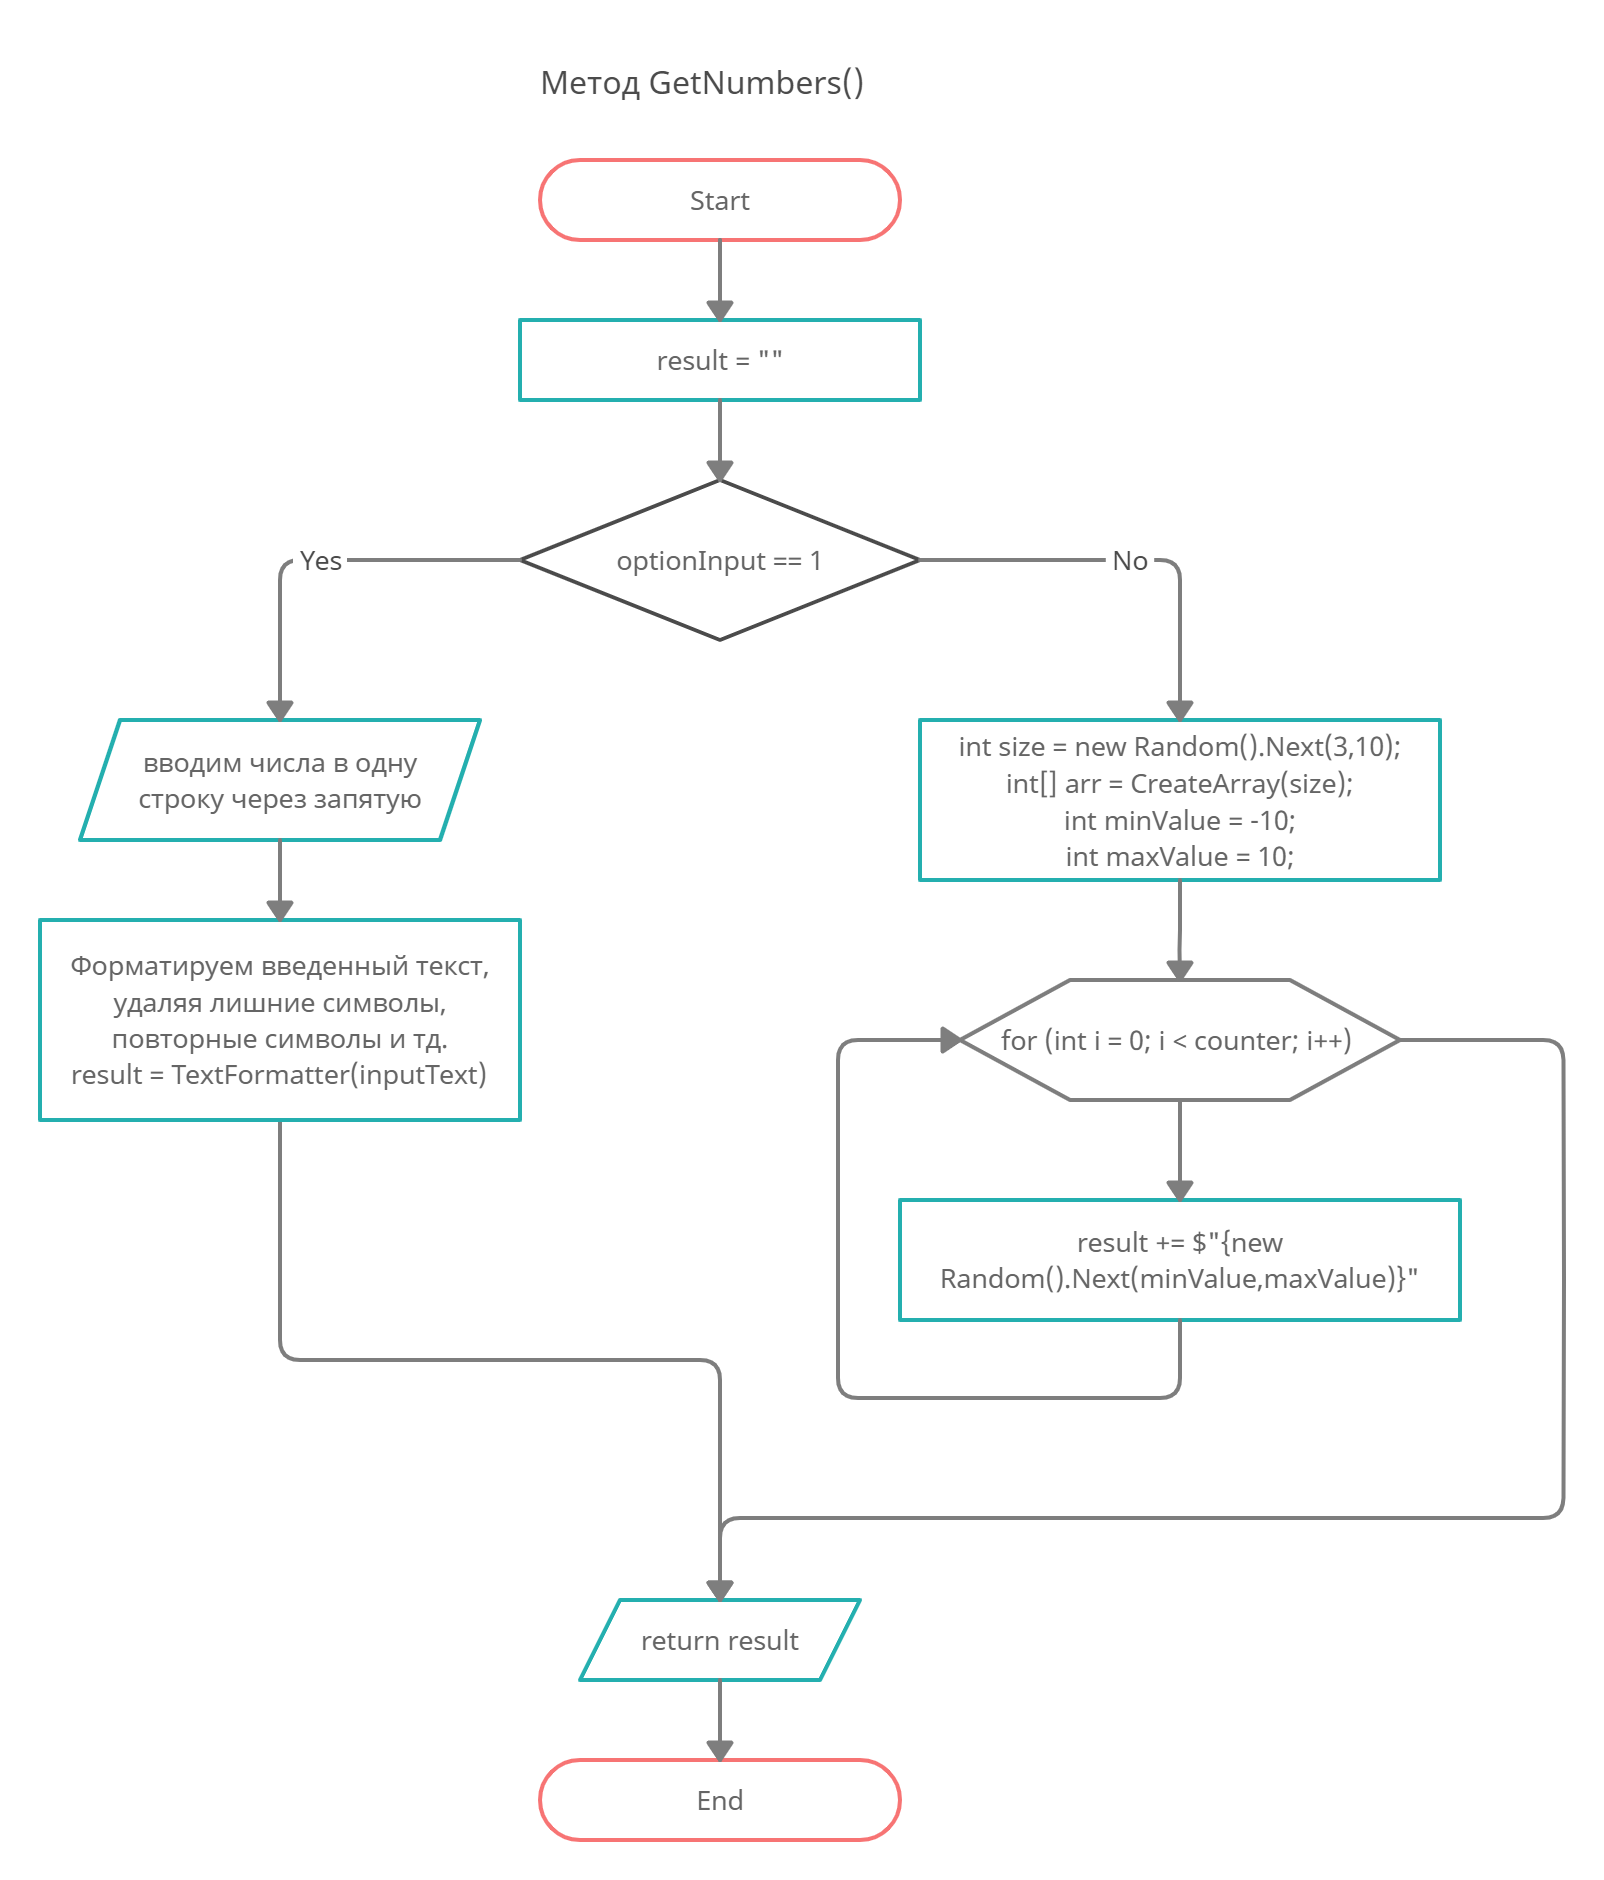 Метод GetNumbers()
Start
result = ""
optionInput == 1
Yes
No
вводим числа в одну
строку через запятую
int size = new Random().Next(3,10);
int[] arr = CreateArray(size);
int minValue = -10;
int maxValue = 10;
Форматируем введенный текст,
удаляя лишние символы,
повторные символы и тд.
result = TextFormatter(inputText)
for (int i = 0; i < counter; i++)
result += $"{new
Random().Next(minValue,maxValue)}"
return result
End